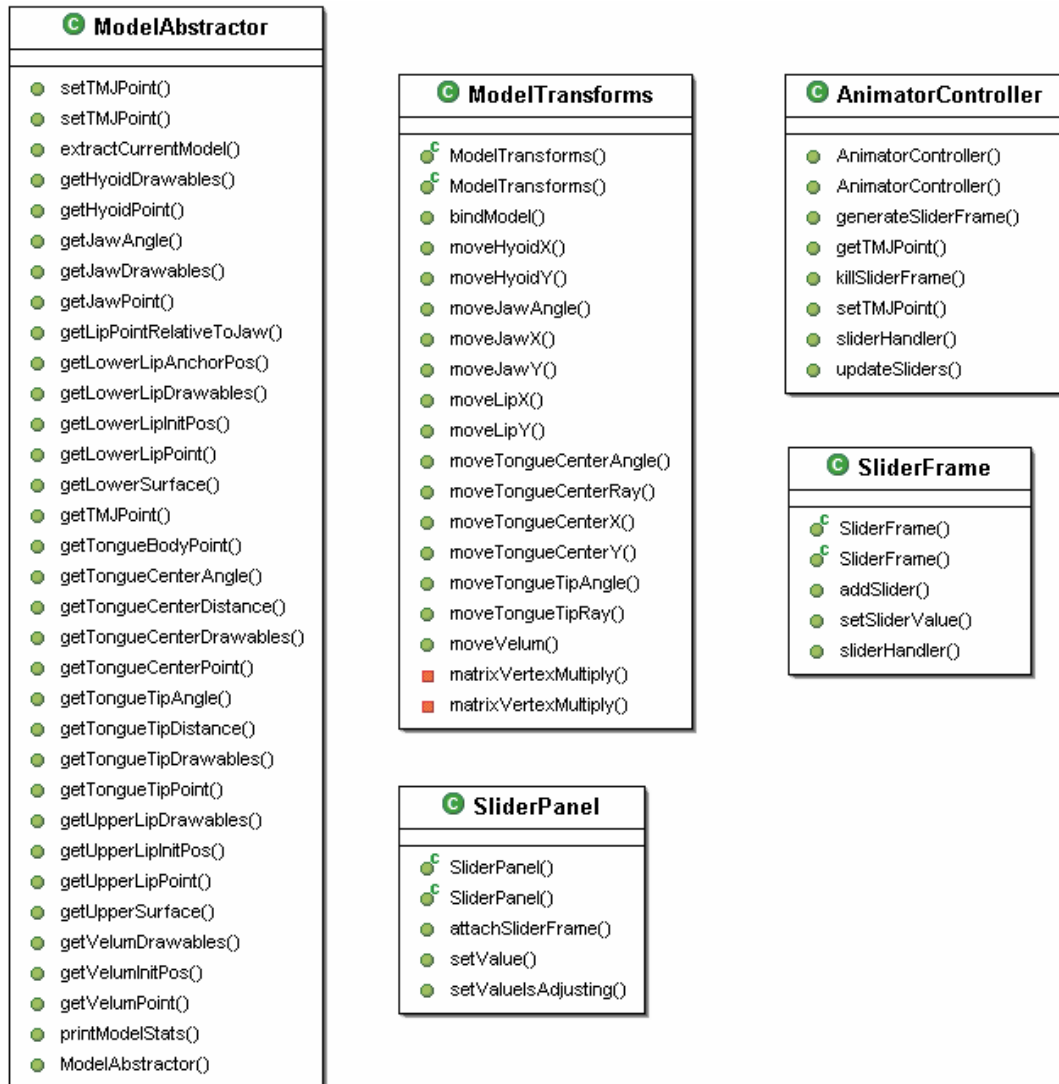 C ModelAbstractor
setTMJPoint()
setTMJPoint()
extractCurrentModel()
getHyoidDrawables()
getHyoidPoint()
getJawAngle()
getJawDrawables()
getJawPoint()
getLipPointRelativeToJaw()
getLowerLipAnchorPos()
getLowerLipDrawables()
getLowerLipInitPos()
getLowerLipPoint()
getLowerSurface()
getTMJPoint()
getTongueBodyPoint()
getTongueCenterAngle()
getTongueCenterDistance()
getTongueCenterDrawables()
getTongueCenterPoint()
getTongueTipAngle()
getTongueTipDistance()
getTongueTipDrawables()
getTongueTipPoint()
getUpperLipDrawables()
getUpperLipInitPos()
getUpperLipPoint()
getUpperSurface()
getVelumDrawables()
getVelumInitPos()
getVelumPoint()
printModelStats()
ModelAbstractor()
C ModelTransforms
C ModelTransforms()
C ModelTransforms()
bindModel()
moveHyoidX()
moveHyoidY()
moveJawAngle()
moveJawX()
moveJawY()
moveLipX()
moveLipY()
moveTongueCenterAngle()
moveTongueCenterRay()
moveTongueCenterX()
moveTongueCenterY()
moveTongueTipAngle()
moveTongueTipRay()
moveVelum()
matrixVertexMultiply()
matrixVertexMultiply()
C SliderPanel
C SliderPanel()
C SliderPanel()
attachSliderFrame()
setValue()
setValueIsAdjusting()
C AnimatorController
AnimatorController()
AnimatorController()
generateSliderFrame()
getTMJPoint()
killSliderFrame()
setTMJPoint()
sliderHandler()
updateSliders()
C SliderFrame
C SliderFrame()
C SliderFrame()
addSlider()
setSliderValue()
sliderHandler()